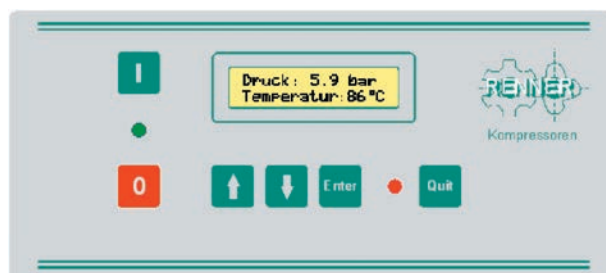 I
Druck: 5.9 bar
Temperatur:86°C
RENNER
Kompressoren
0
Enter
Quit